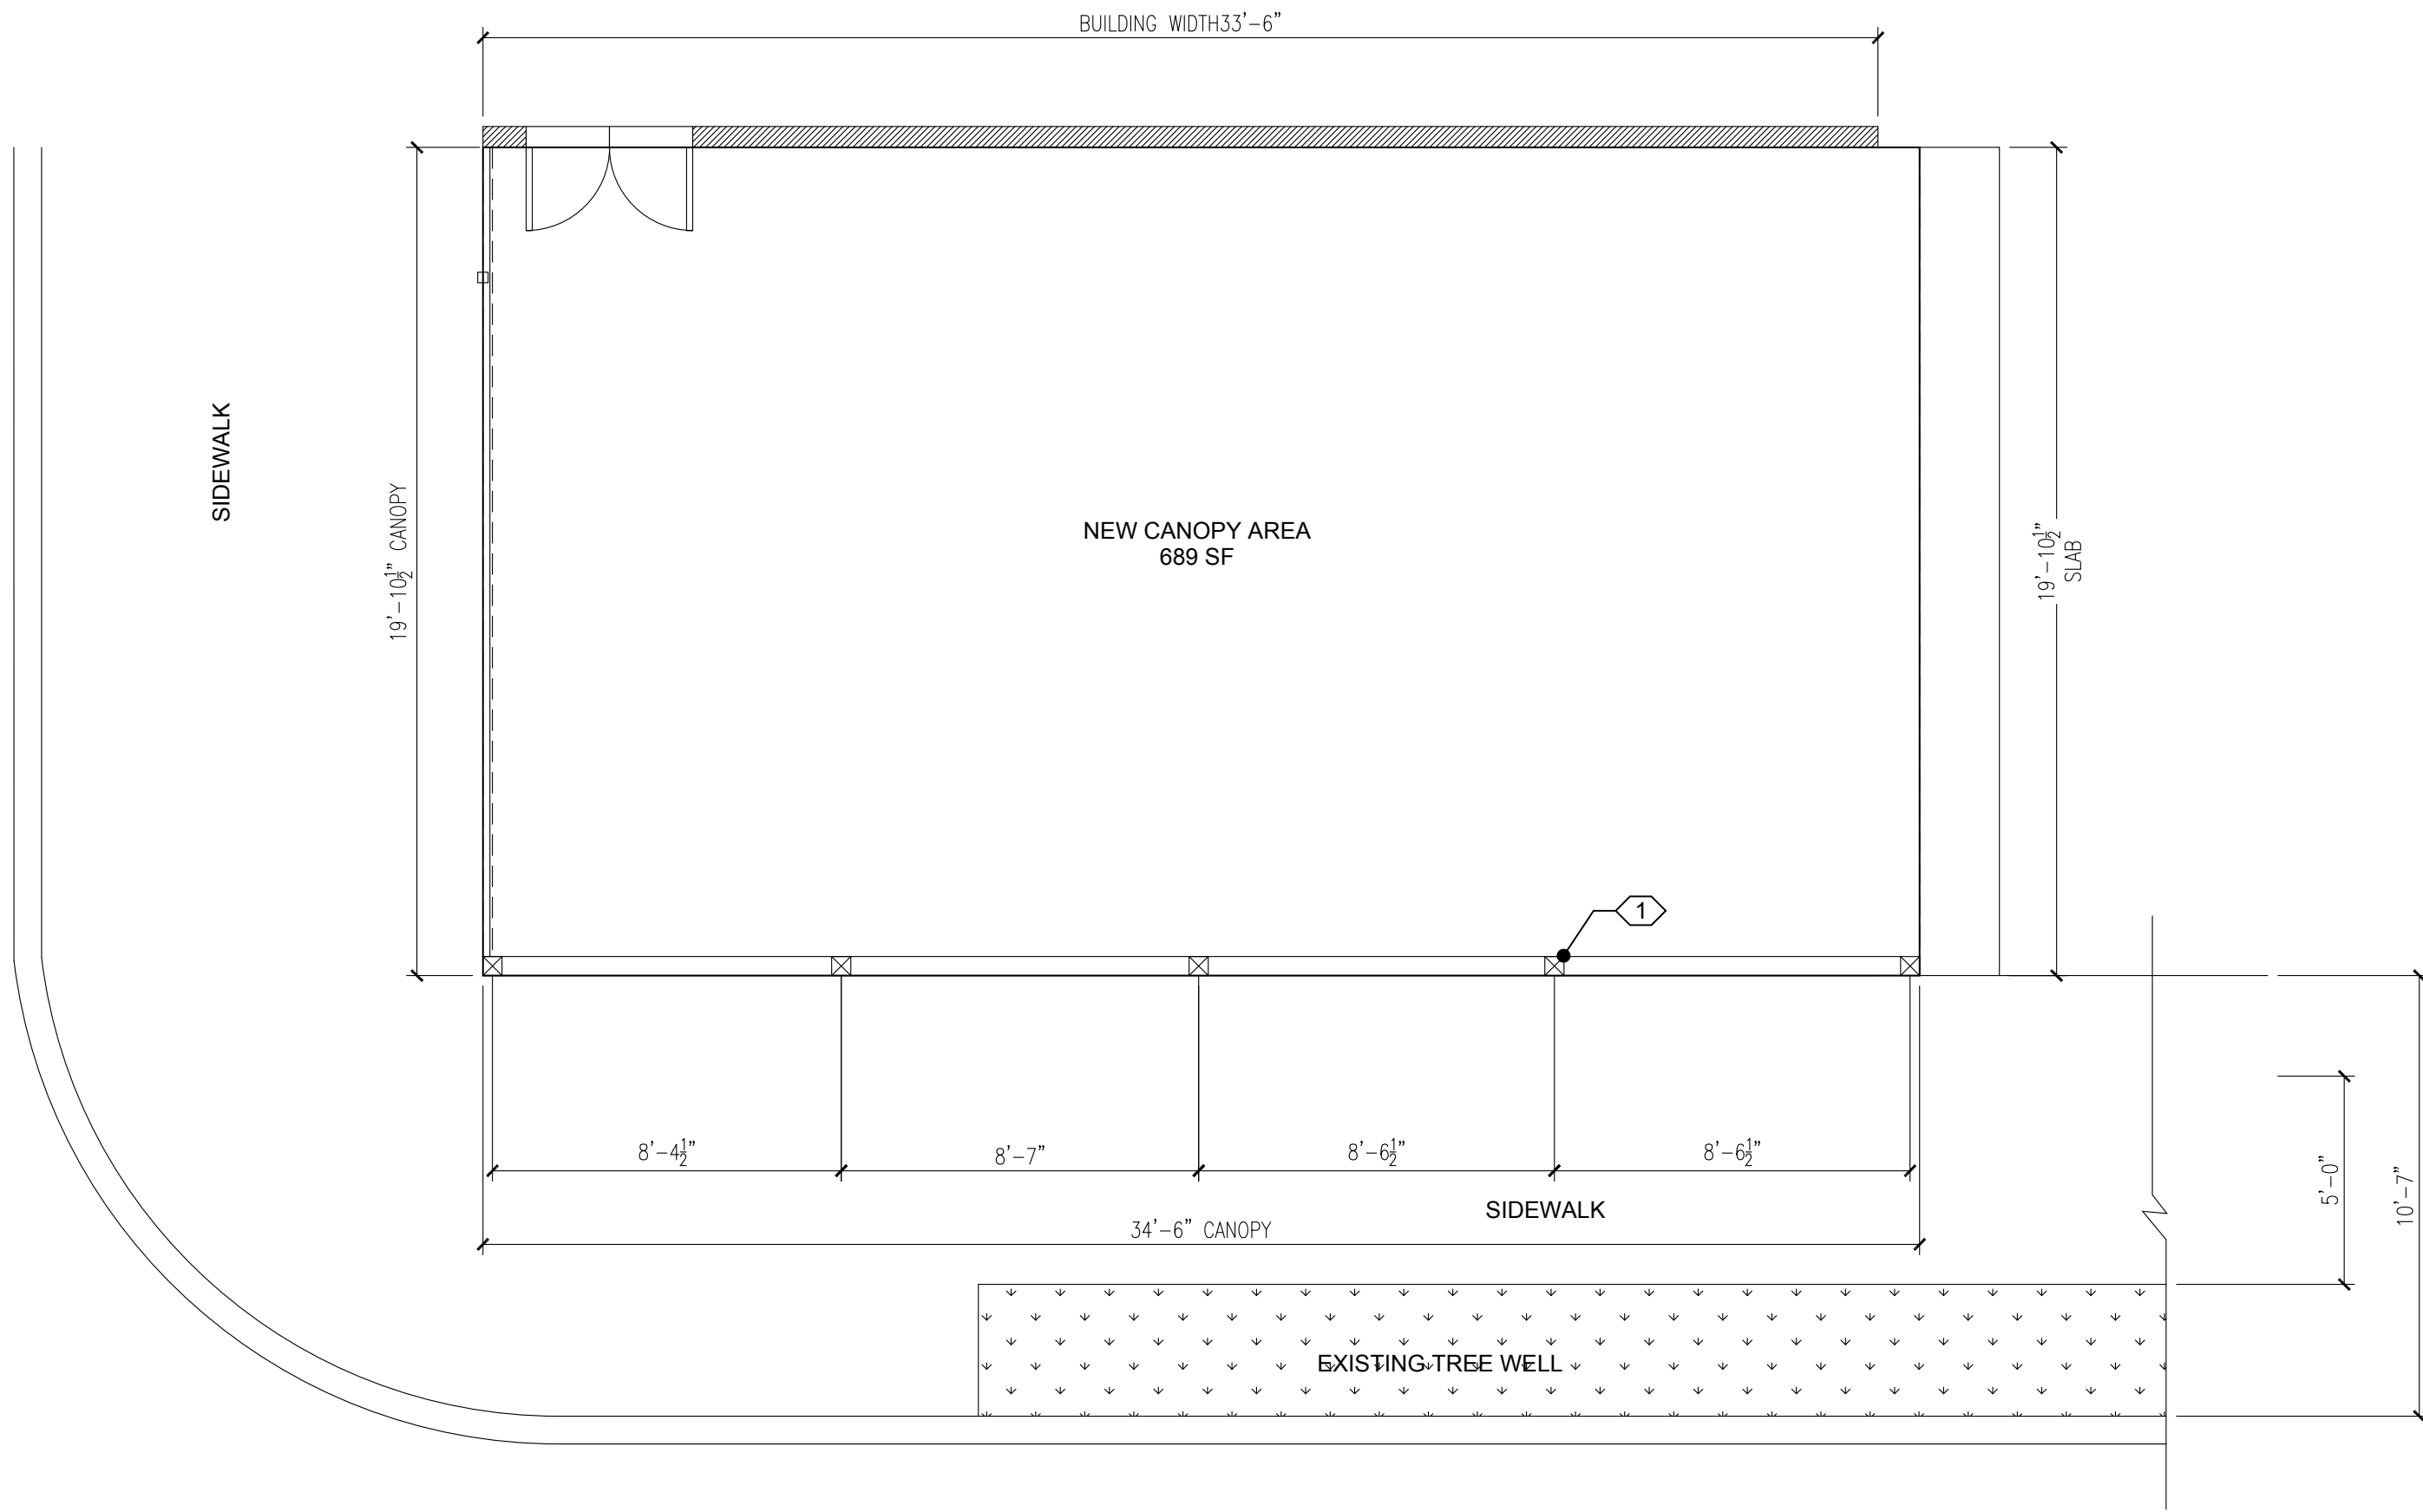 BUILDING WIDTH33'-6"
SIDEWALK
19'-10½" CANOPY
NEW CANOPY AREA
689 SF
19'-10½"
SLAB
1
8'-4½"
8'-7"
8'-6½"
8'-6½"
5'-0"
10'-7"
SIDEWALK
34'-6" CANOPY
EXISTING TREE WELL